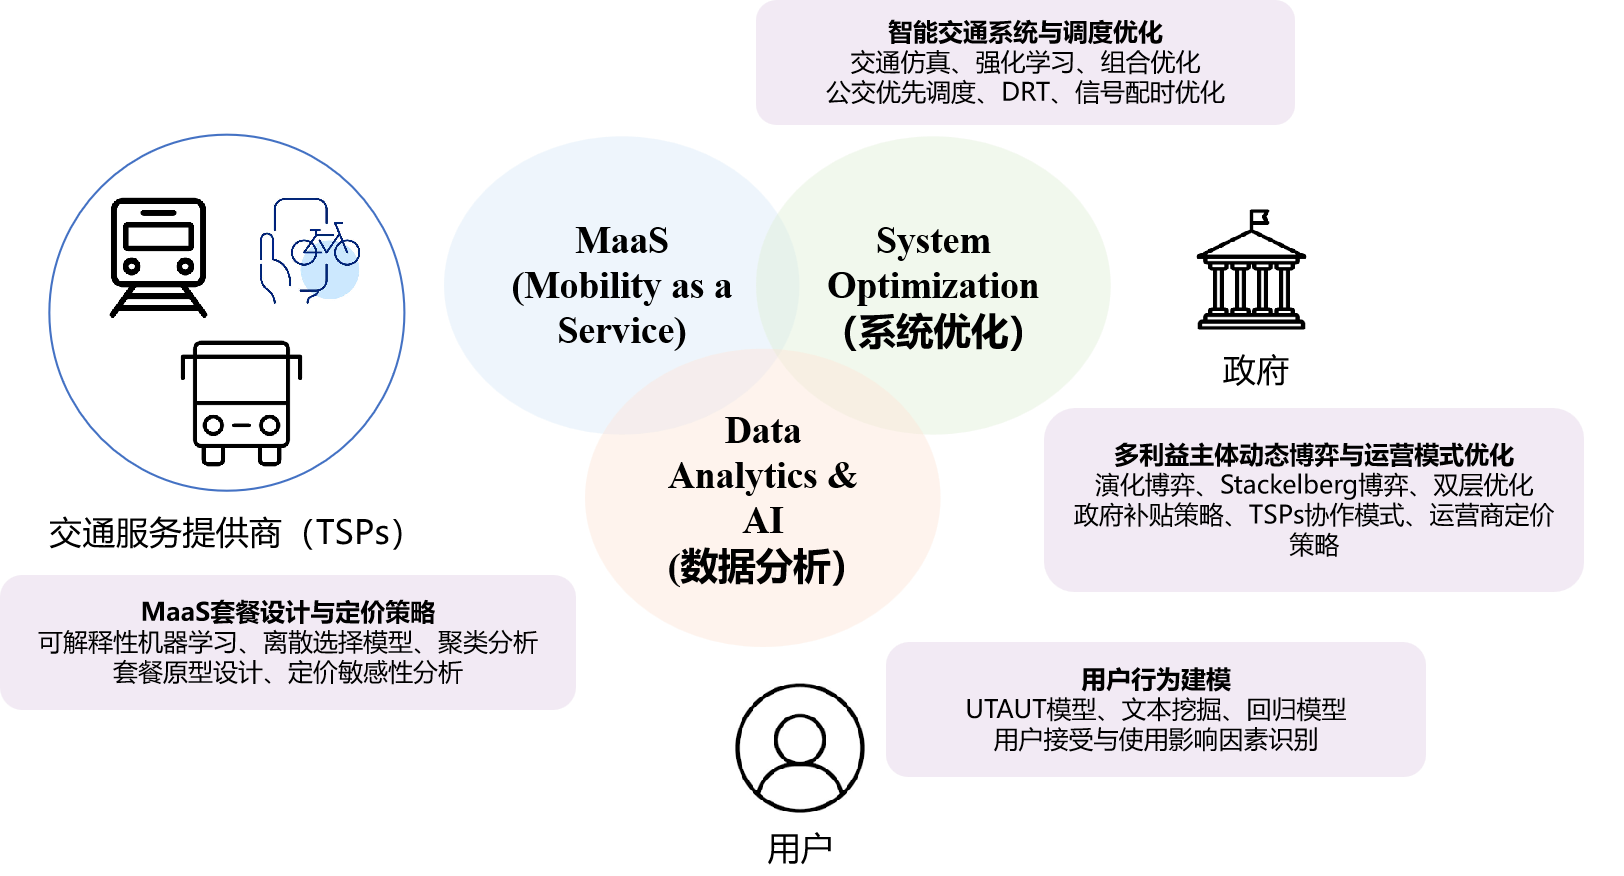 智能交通系统与调度优化
交通仿真、强化学习、组合优化
公交优先调度、DRT、信号配时优化
MaaS
(Mobility as a
Service)
System
Optimization
（系统优化）
Data
Analytics &
AI
(数据分析）
政府
交通服务提供商（TSPs）
多利益主体动态博弈与运营模式优化
演化博弈、Stackelberg博弈、双层优化
政府补贴策略、TSPs协作模式、运营商定价
策略
MaaS套餐设计与定价策略
可解释性机器学习、离散选择模型、聚类分析
套餐原型设计、定价敏感性分析
用户行为建模
UTAUT模型、文本挖掘、回归模型
用户接受与使用影响因素识别
用户